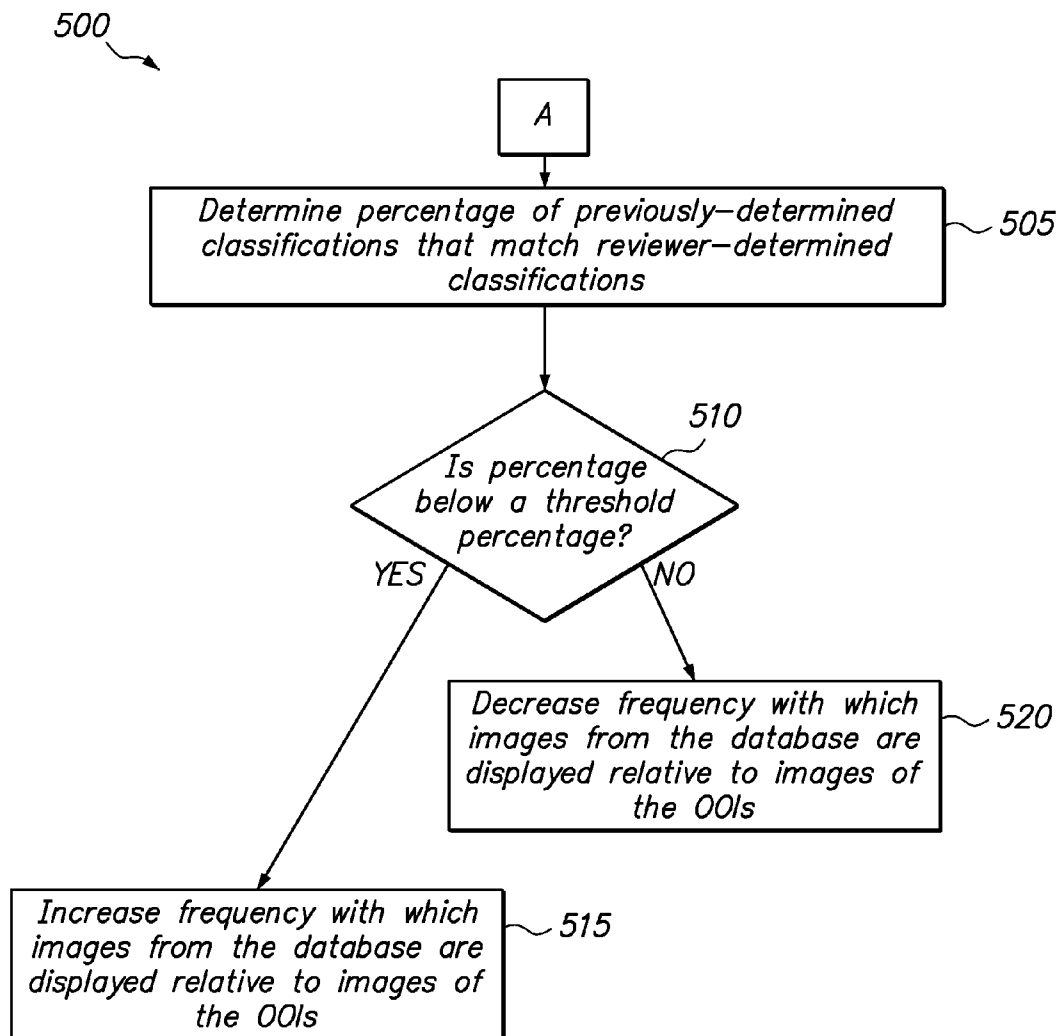 500
A
Determine percentage of previously-determined
classifications that match reviewer-determined
classifications
505
510
Is percentage
below a threshold
percentage?
YES
NO
Decrease frequency with which
images from the database are
displayed relative to images of
the OOIs
520
Increase frequency with which
images from the database are
displayed relative to images of
the OOIs
515